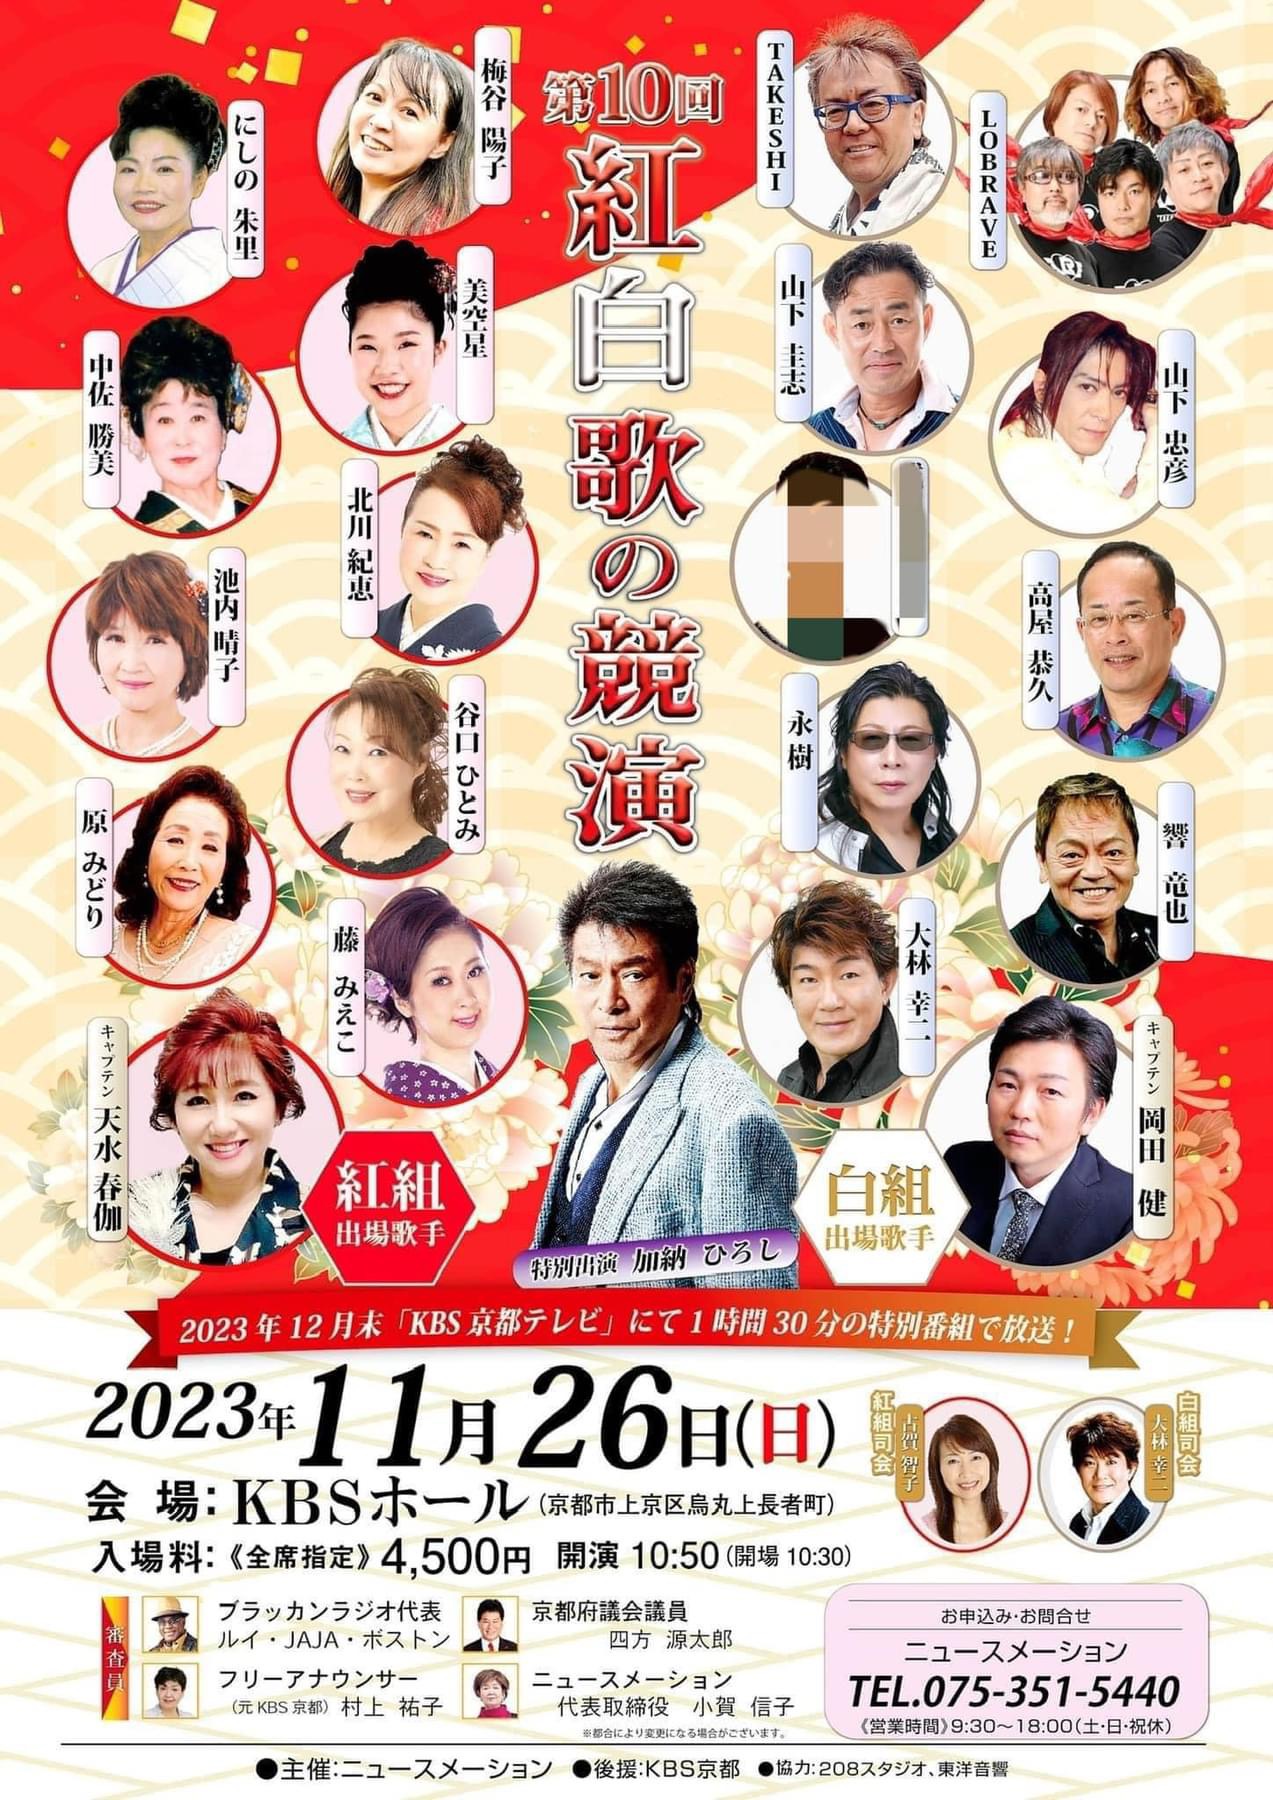 第10回
紅白歌の競演
にしの 朱里
梅谷 陽子
TAKESHI
LOBRAVE
中佐 勝美
美空星
山下 圭志
山下 忠彦
北川 紀恵
池内 晴子
高屋 恭久
谷口 ひとみ
永樹
原 みどり
響 竜也
藤 みえこ
大林 幸二
キャプテン 天水 春伽
キャプテン 岡田 健
紅組
出場歌手
白組
出場歌手
特別出演 加納 ひろし
2023年12月末「KBS京都テレビ」にて1時間30分の特別番組で放送！
2023年11月26日(日)
会 場：KBSホール（京都市上京区烏丸上長者町）
入場料：《全席指定》4,500円 開演 10:50（開場 10:30）
紅組司会
古賀 智子
白組司会
大林 幸二
審査員
ブラッカンラジオ代表
ルイ・JAJA・ボストン
京都府議会議員
四方 源太郎
フリーアナウンサー
（元KBS京都）村上 祐子
ニュースメーション
代表取締役 小賀 信子
※都合により変更になる場合がございます。
お申込み・お問合せ
ニュースメーション
TEL.075-351-5440
《営業時間》9:30〜18:00（土・日・祝休）
●主催：ニュースメーション ●後援：KBS京都 ●協力：208スタジオ、東洋音響